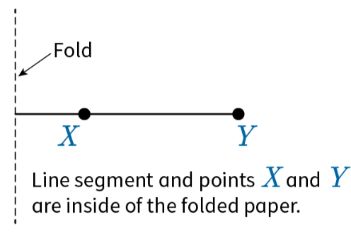 Fold
X Y
Line segment and points X and Y
are inside of the folded paper.